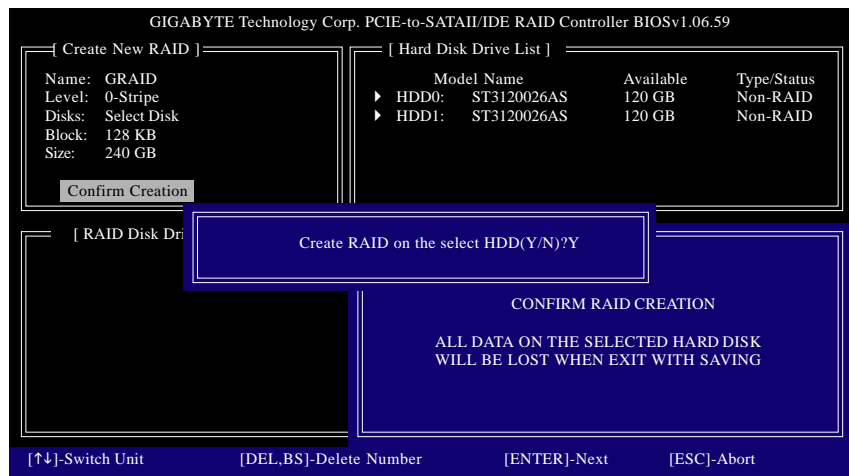 GIGABYTE Technology Corp. PCIE-to-SATAII/IDE RAID Controller BIOSv1.06.59
[ Create New RAID ]
Name: GRAID
Level: 0-Stripe
Disks: Select Disk
Block: 128 KB
Size: 240 GB
Confirm Creation
[ Hard Disk Drive List ]
Model Name Available Type/Status
HDD0: ST3120026AS 120 GB Non-RAID
HDD1: ST3120026AS 120 GB Non-RAID
[ RAID Disk Dri
Create RAID on the select HDD(Y/N)?Y
CONFIRM RAID CREATION
ALL DATA ON THE SELECTED HARD DISK
WILL BE LOST WHEN EXIT WITH SAVING
[↑↓]-Switch Unit [DEL,BS]-Delete Number [ENTER]-Next [ESC]-Abort